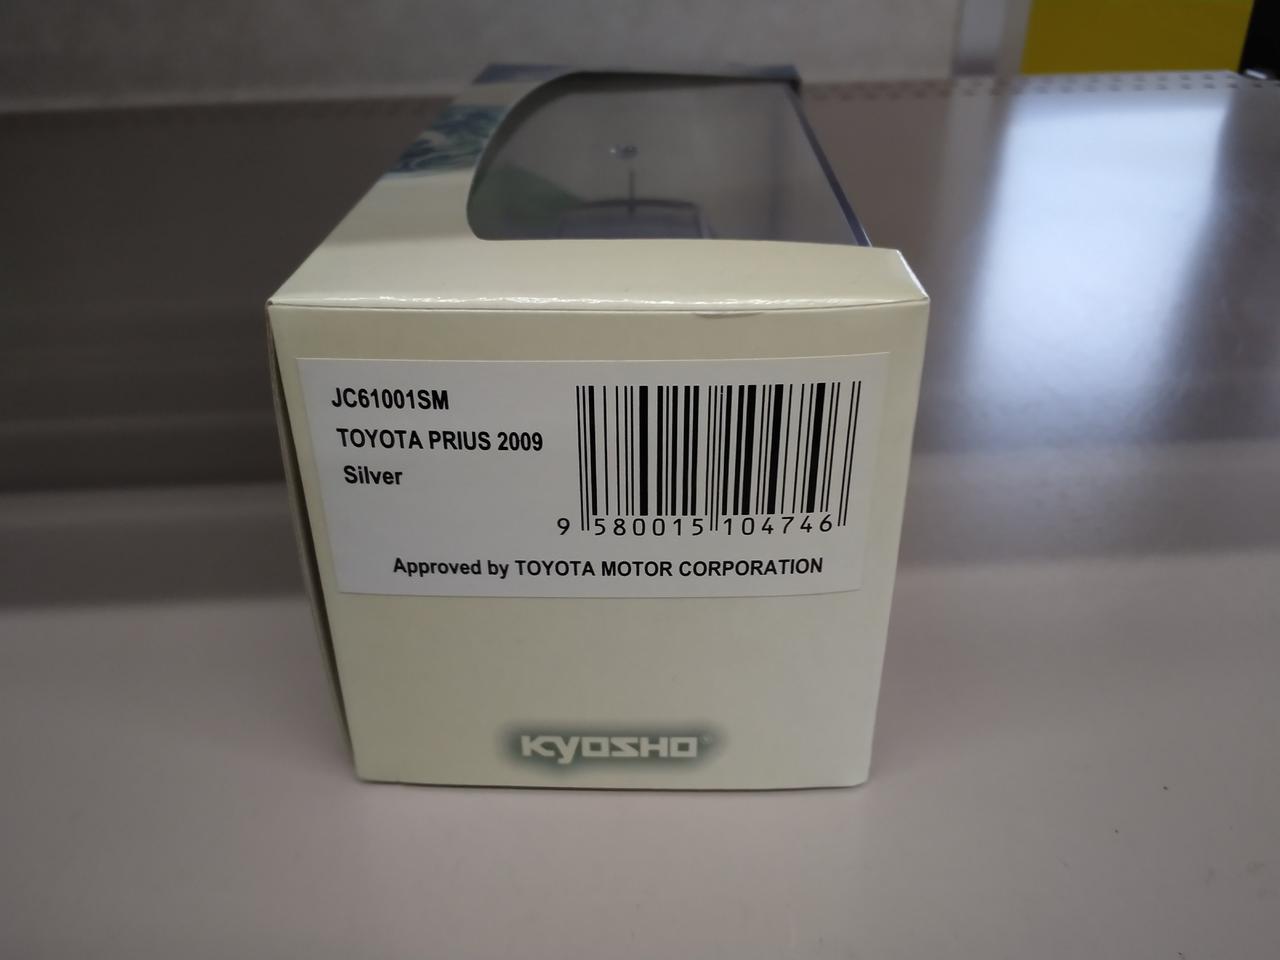 JC61001SM
TOYOTA PRIUS 2009
Silver
9 580015 104746
Approved by TOYOTA MOTOR CORPORATION
KYOSHO